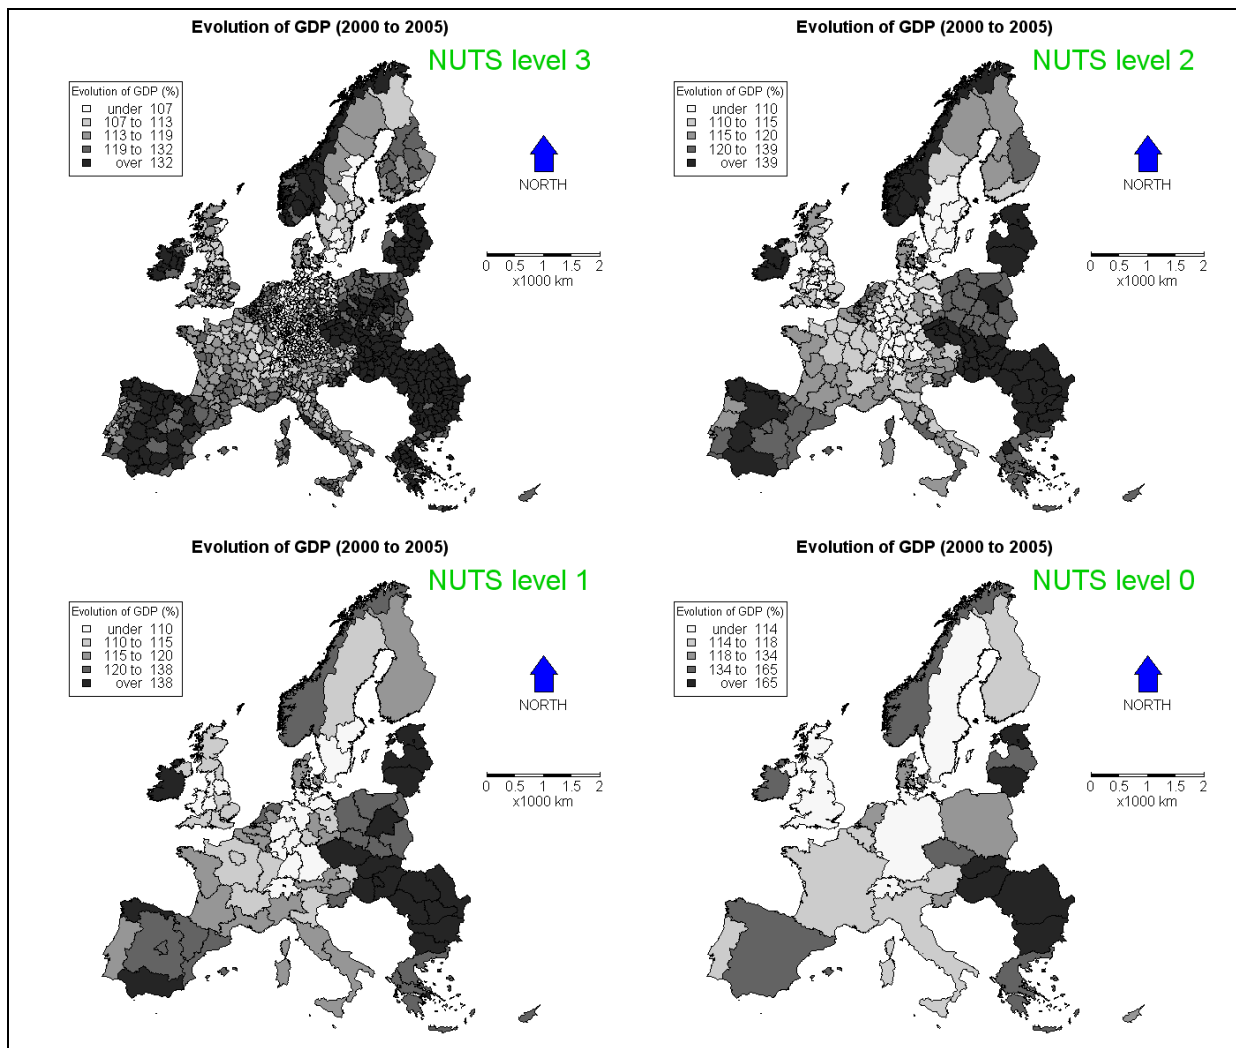 Evolution of GDP (2000 to 2005)
NUTS level 3
Evolution of GDP (%)
under 107
107 to 113
113 to 119
119 to 132
over 132
NORTH
0 0.5 1 1.5 2
x1000 km
Evolution of GDP (2000 to 2005)
NUTS level 2
Evolution of GDP (%)
under 110
110 to 115
115 to 120
120 to 139
over 139
NORTH
0 0.5 1 1.5 2
x1000 km
Evolution of GDP (2000 to 2005)
NUTS level 1
Evolution of GDP (%)
under 110
110 to 115
115 to 120
120 to 138
over 138
NORTH
0 0.5 1 1.5 2
x1000 km
Evolution of GDP (2000 to 2005)
NUTS level 0
Evolution of GDP (%)
under 114
114 to 118
118 to 134
134 to 165
over 165
NORTH
0 0.5 1 1.5 2
x1000 km